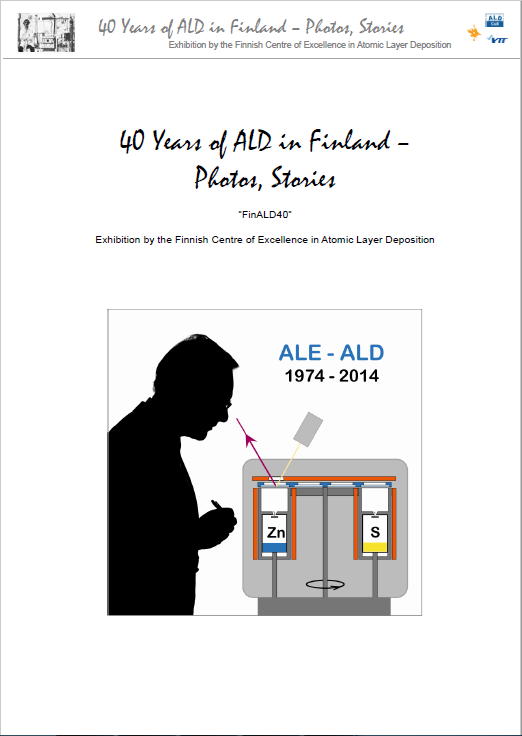 40 Years of ALD in Finland – Photos, Stories
Exhibition by the Finnish Centre of Excellence in Atomic Layer Deposition
ALD
CoE
VTT
40 Years of ALD in Finland –
Photos, Stories
"FinALD40"
Exhibition by the Finnish Centre of Excellence in Atomic Layer Deposition
ALE - ALD
1974 - 2014
Zn
S